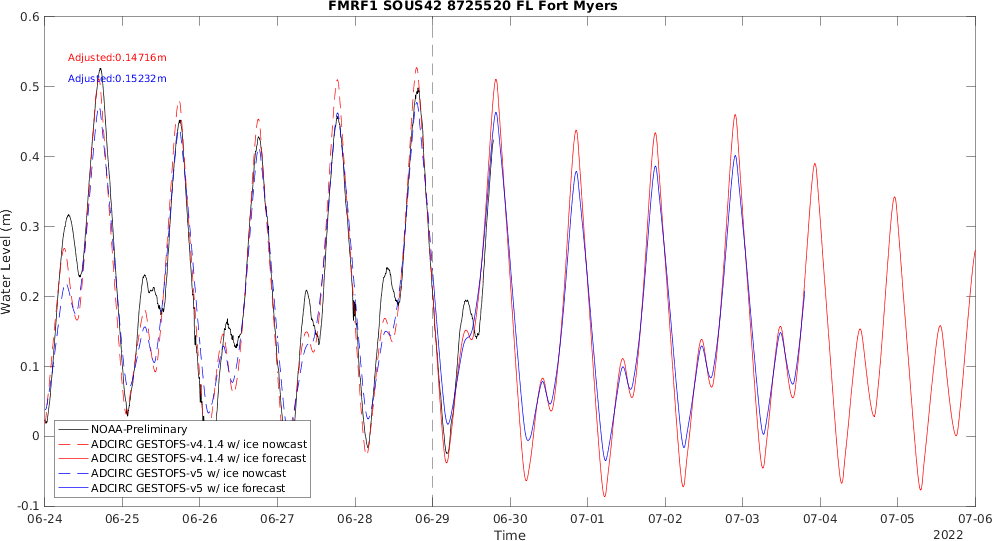 FMRF1 SOUS42 8725520 FL Fort Myers
0.6
0.5
0.4
0.3
0.2
0.1
0
-0.1
Water Level (m)
Adjusted:0.14716m
Adjusted:0.15232m
NOAA-Preliminary
ADCIRC GESTOFS-v4.1.4 w/ ice nowcast
ADCIRC GESTOFS-v4.1.4 w/ ice forecast
ADCIRC GESTOFS-v5 w/ ice nowcast
ADCIRC GESTOFS-v5 w/ ice forecast
06-24 06-25 06-26 06-27 06-28 06-29 06-30 07-01 07-02 07-03 07-04 07-05 07-06
Time
2022